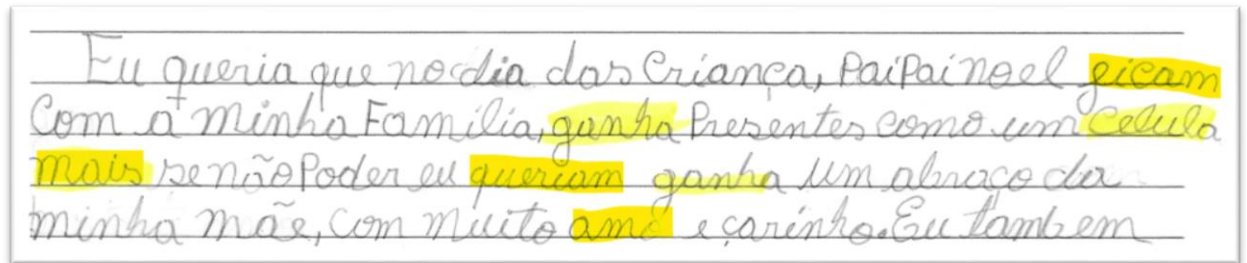 Eu queria que no dia das Criança, PaiPai noel ficam
Com a minha Família, ganha Presentes como um celula
mais se não Poder eu queriam ganha um abraço da
minha mãe, com muito amo e carinho. Eu tambem